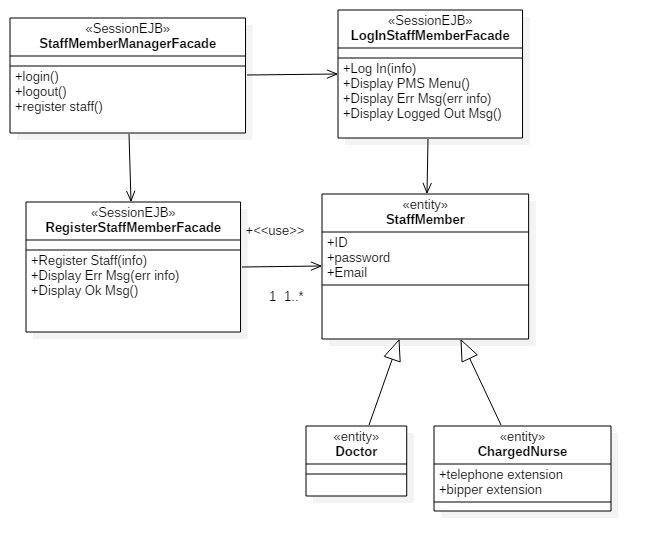 «SessionEJB»
StaffMemberManagerFacade
+login()
+logout()
+register staff()
«SessionEJB»
LogInStaffMemberFacade
+Log In(info)
+Display PMS Menu()
+Display Err Msg(err info)
+Display Logged Out Msg()
«SessionEJB»
RegisterStaffMemberFacade
+Register Staff(info)
+Display Err Msg(err info)
+Display Ok Msg()
+<<use>>
1 1..*
«entity»
StaffMember
+ID
+password
+Email
«entity»
Doctor
«entity»
ChargedNurse
+telephone extension
+bipper extension